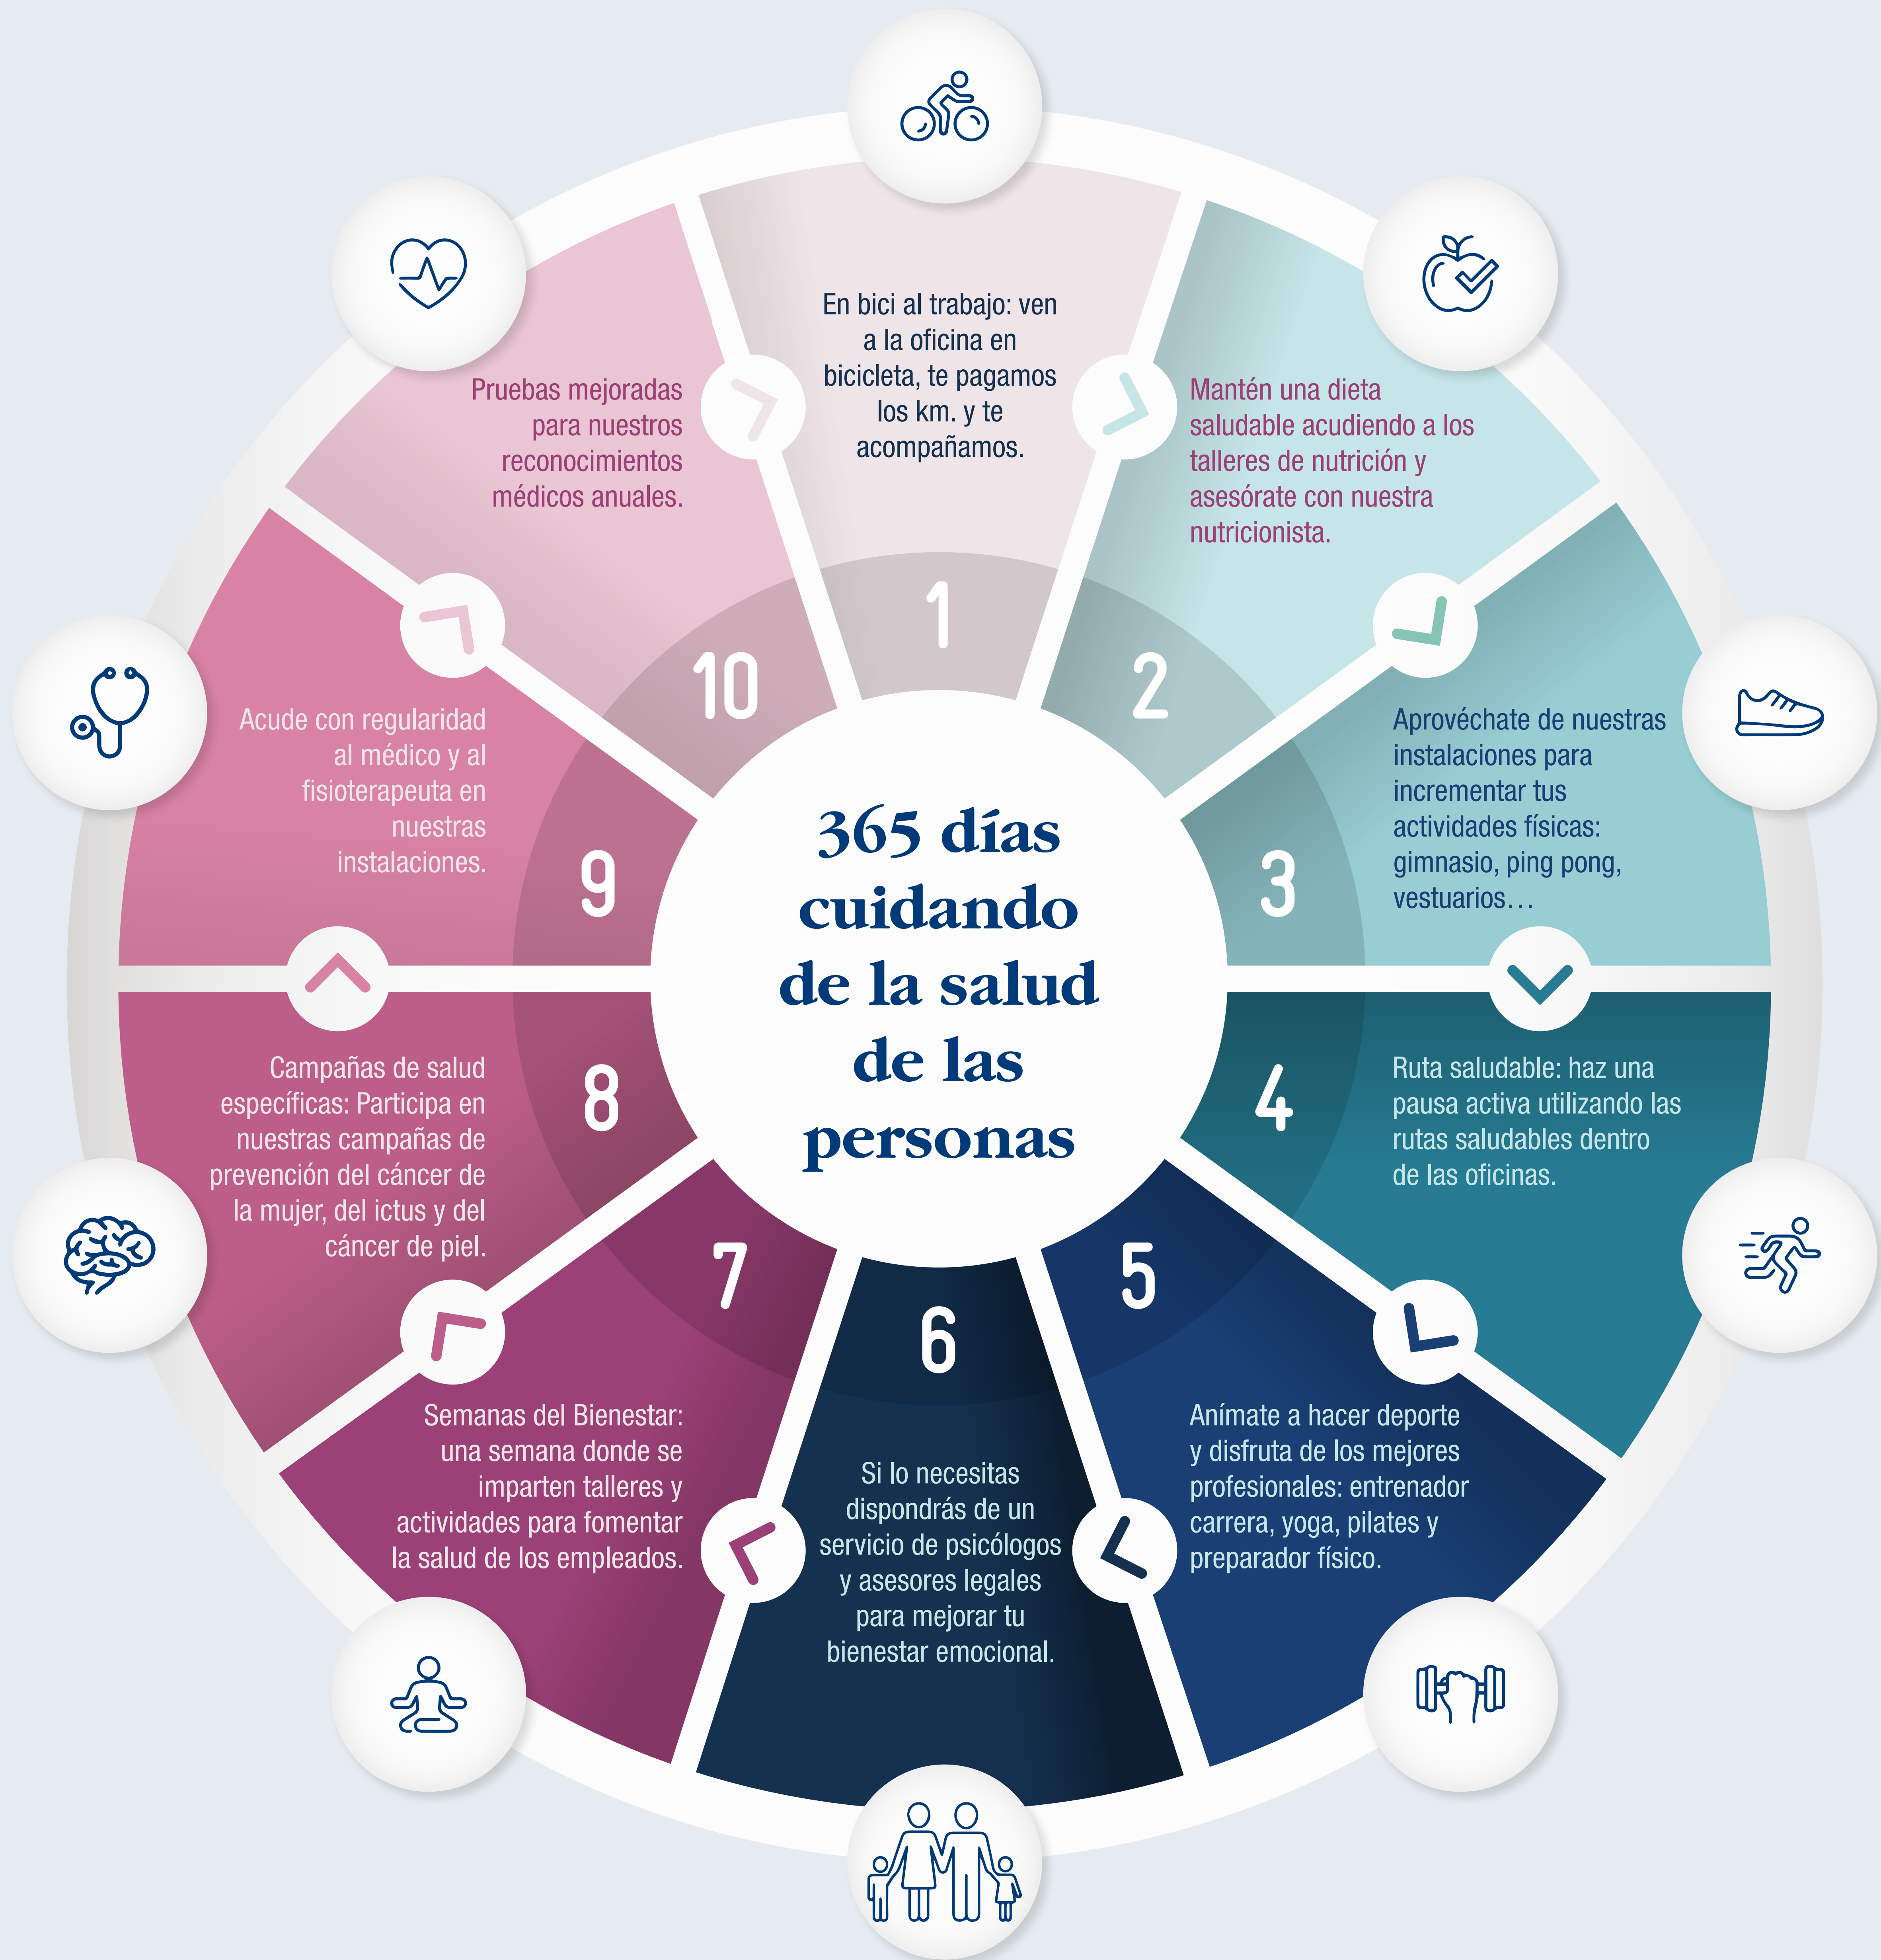 365 días
cuidando
de la salud
de las
personas
1
En bici al trabajo: ven
a la oficina en
bicicleta, te pagamos
los km. y te
acompañamos.
2
Mantén una dieta
saludable acudiendo a los
talleres de nutrición y
asesórate con nuestra
nutricionista.
3
Aprovéchate de nuestras
instalaciones para
incrementar tus
actividades físicas:
gimnasio, ping pong,
vestuarios…
4
Ruta saludable: haz una
pausa activa utilizando las
rutas saludables dentro
de las oficinas.
5
Anímate a hacer deporte
y disfruta de los mejores
profesionales: entrenador
carrera, yoga, pilates y
preparador físico.
6
Si lo necesitas
dispondrás de un
servicio de psicólogos
y asesores legales
para mejorar tu
bienestar emocional.
7
Semanas del Bienestar:
una semana donde se
imparten talleres y
actividades para fomentar
la salud de los empleados.
8
Campañas de salud
específicas: Participa en
nuestras campañas de
prevención del cáncer de
la mujer, del ictus y del
cáncer de piel.
9
Acude con regularidad
al médico y al
fisioterapeuta en
nuestras
instalaciones.
10
Pruebas mejoradas
para nuestros
reconocimientos
médicos anuales.